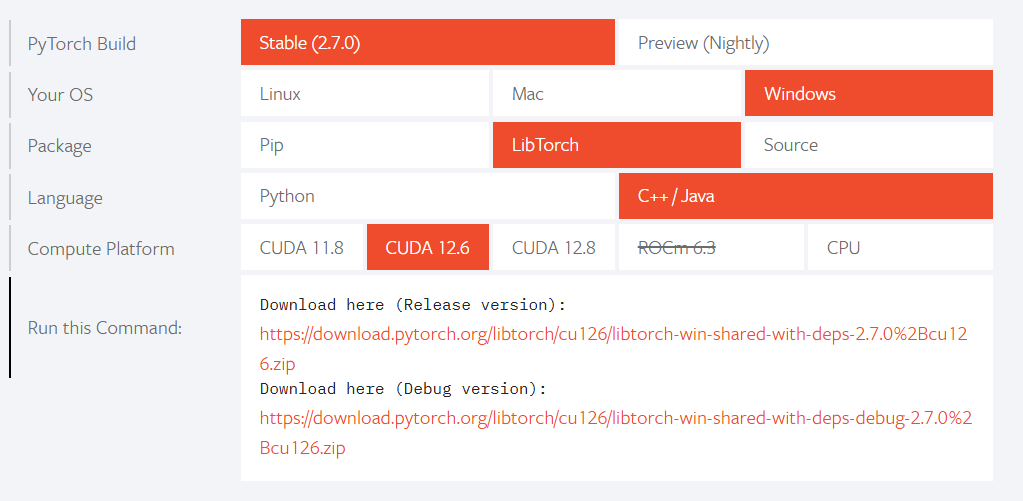 PyTorch Build Stable (2.7.0) Preview (Nightly)
Your OS Linux Mac Windows
Package Pip LibTorch Source
Language Python C++ / Java
Compute Platform CUDA 11.8 CUDA 12.6 CUDA 12.8 ROCm 6.3 CPU
Run this Command:
Download here (Release version):
https://download.pytorch.org/libtorch/cu126/libtorch-win-shared-with-deps-2.7.0%2Bcu12
6.zip
Download here (Debug version):
https://download.pytorch.org/libtorch/cu126/libtorch-win-shared-with-deps-debug-2.7.0%2
Bcu126.zip